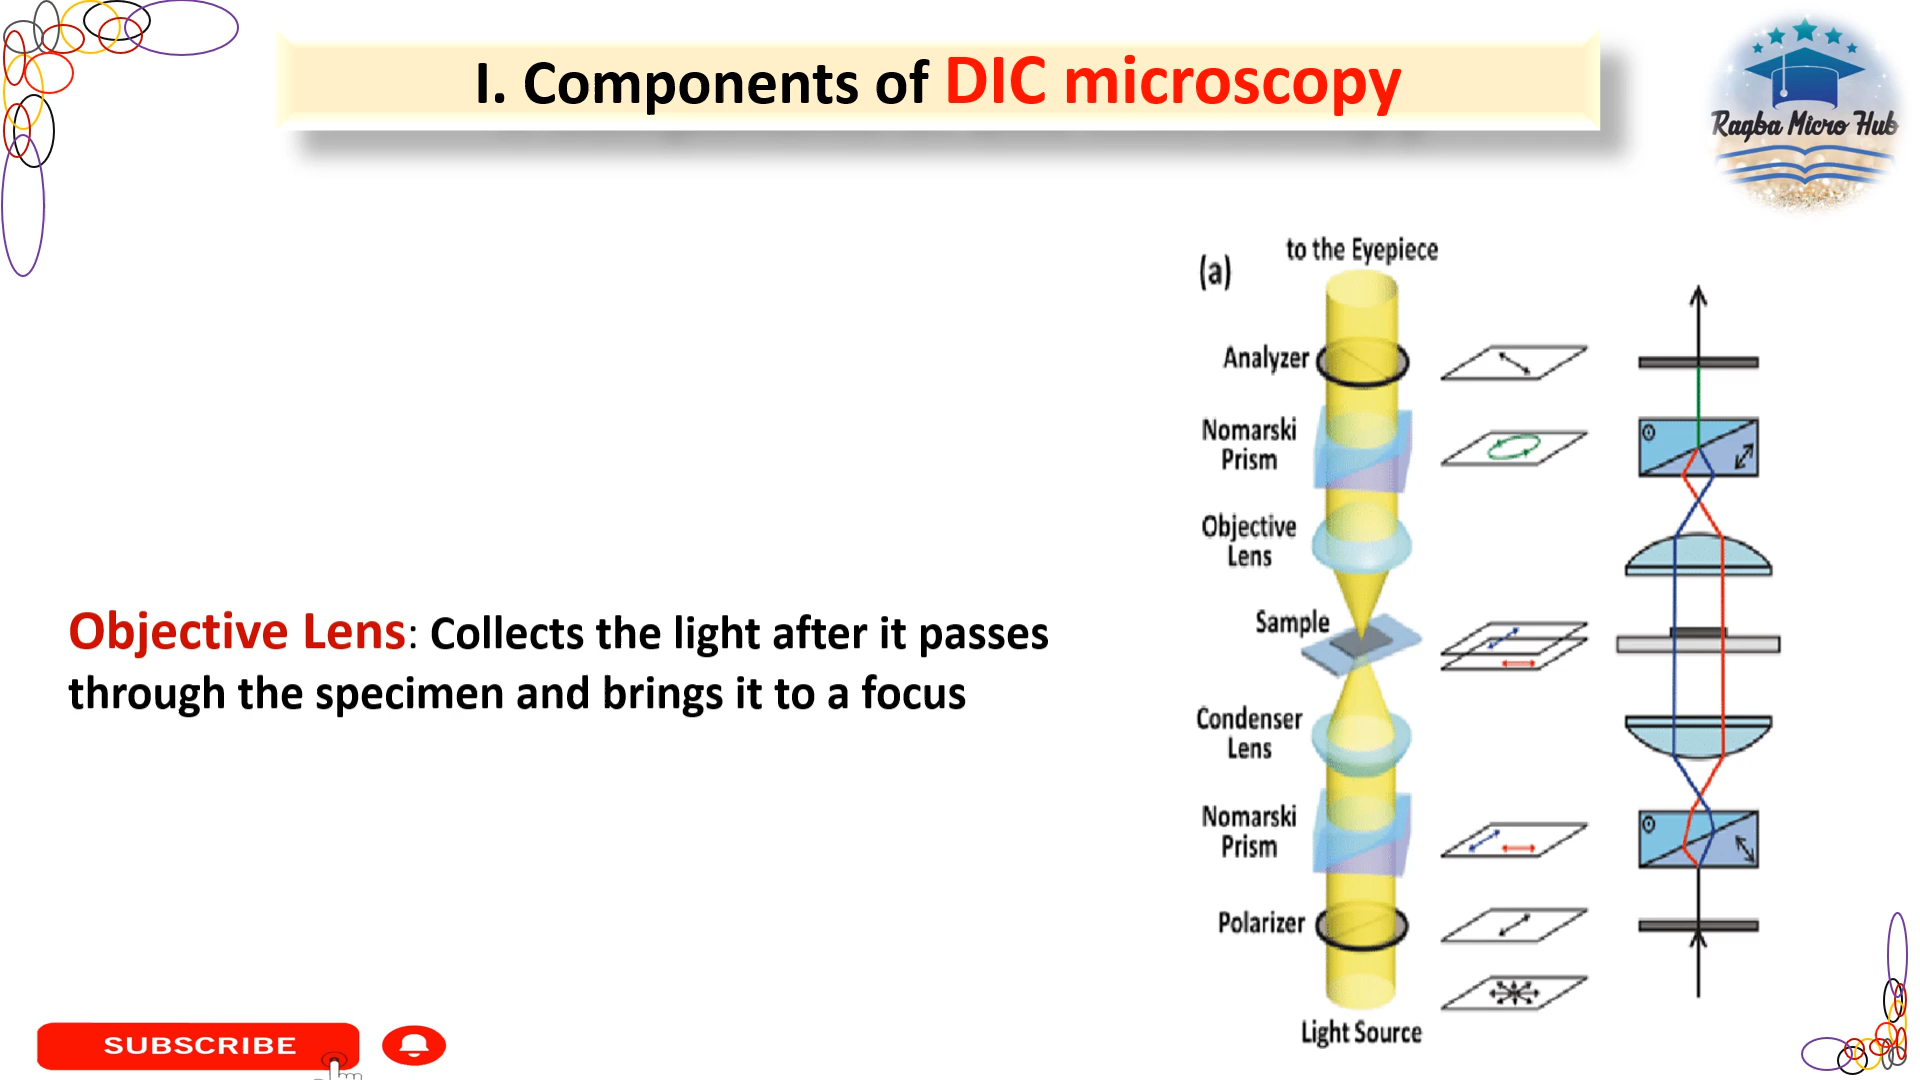 I. Components of DIC microscopy
Ragba Micro Hub
to the Eyepiece
(a)
Analyzer
Nomarski
Prism
Objective
Lens
Sample
Condenser
Lens
Nomarski
Prism
Polarizer
Light Source
Objective Lens: Collects the light after it passes
through the specimen and brings it to a focus
SUBSCRIBE